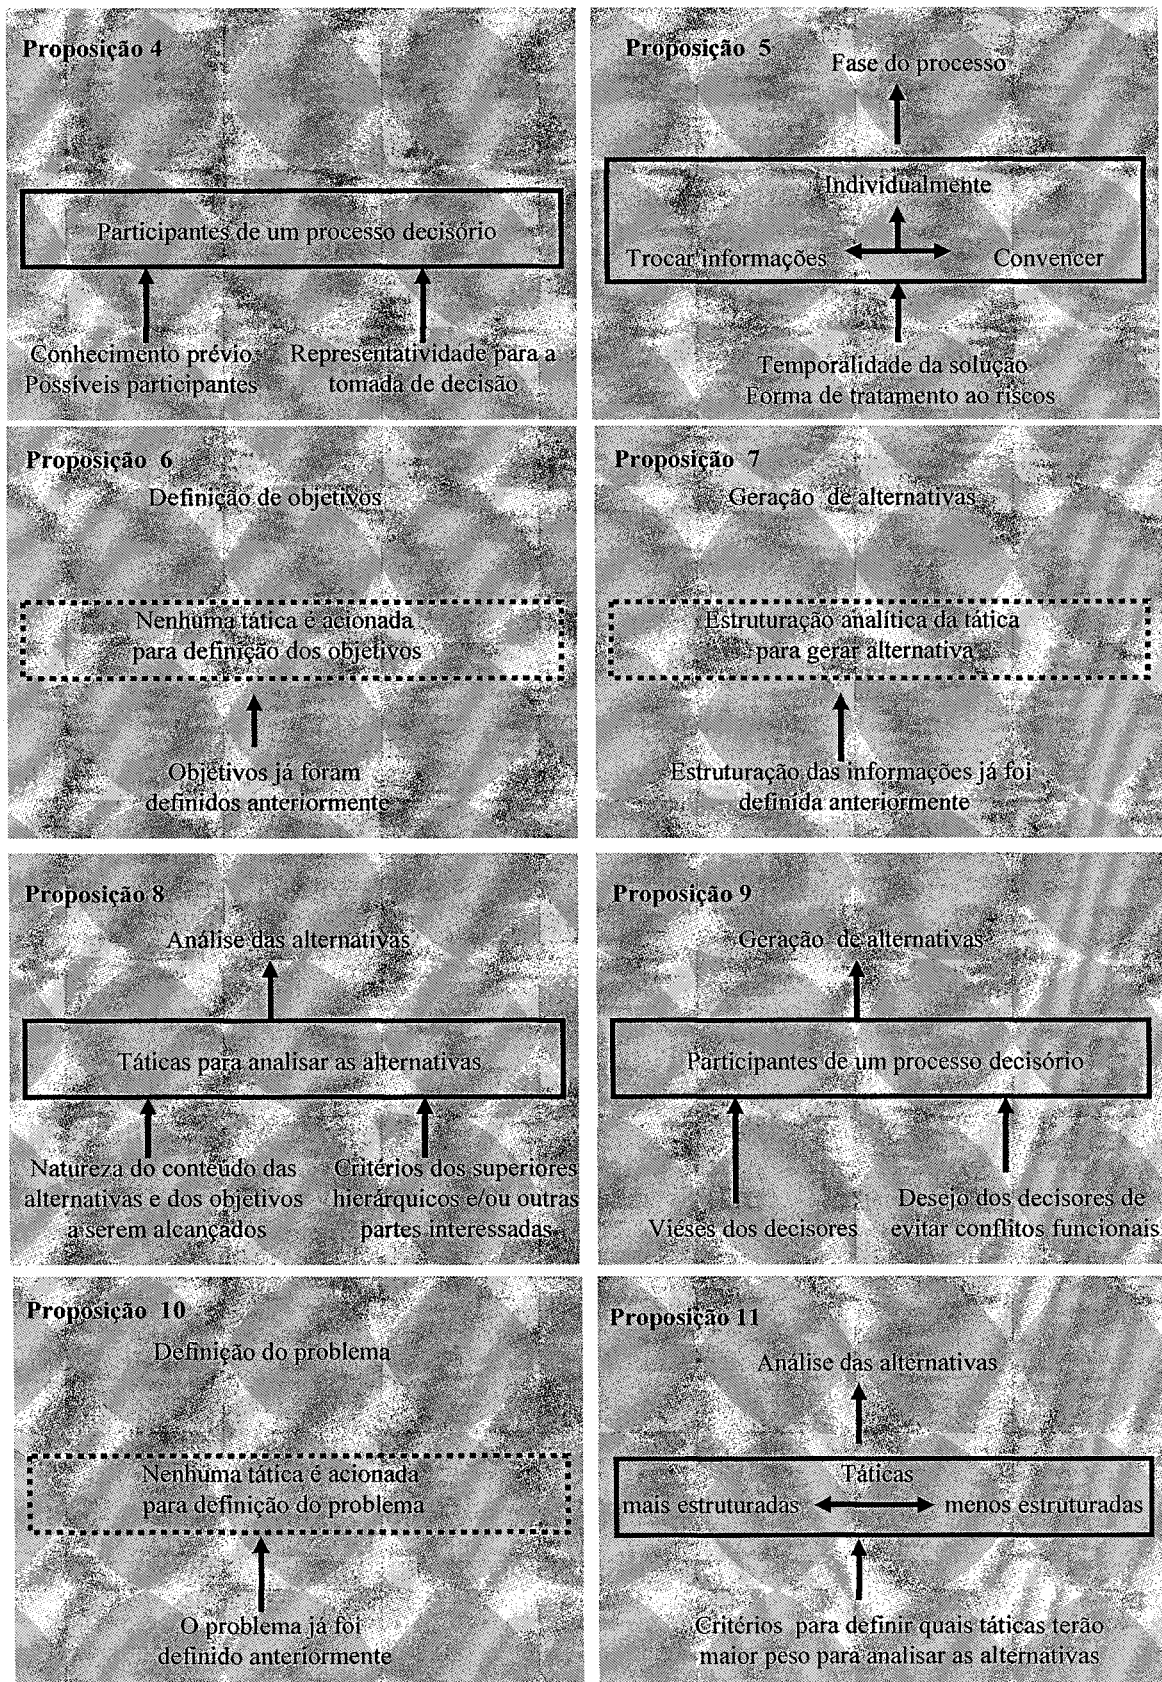 Proposição 4
Participantes de um processo decisório
Conhecimento prévio
Possíveis participantes
Representatividade para a
tomada de decisão
Proposição 5
Fase do processo
Individualmente
Trocar informações
Convencer
Temporalidade da solução
Forma de tratamento ao riscos
Proposição 6
Definição de objetivos
Nenhuma tática é acionada
para definição dos objetivos
Objetivos já foram
definidos anteriormente
Proposição 7
Geração de alternativas
Estruturação analítica da tática
para gerar alternativa
Estruturação das informações já foi
definida anteriormente
Proposição 8
Análise das alternativas
Táticas para analisar as alternativas
Natureza do conteúdo das
alternativas e dos objetivos
a serem alcançados
Critérios dos superiores
hierárquicos e/ou outras
partes interessadas
Proposição 9
Geração de alternativas
Participantes de um processo decisório
Vieses dos decisores
Desejo dos decisores de
evitar conflitos funcionais
Proposição 10
Definição do problema
Nenhuma tática é acionada
para definição do problema
O problema já foi
definido anteriormente
Proposição 11
Análise das alternativas
Táticas
mais estruturadas
menos estruturadas
Critérios para definir quais táticas terão
maior peso para analisar as alternativas